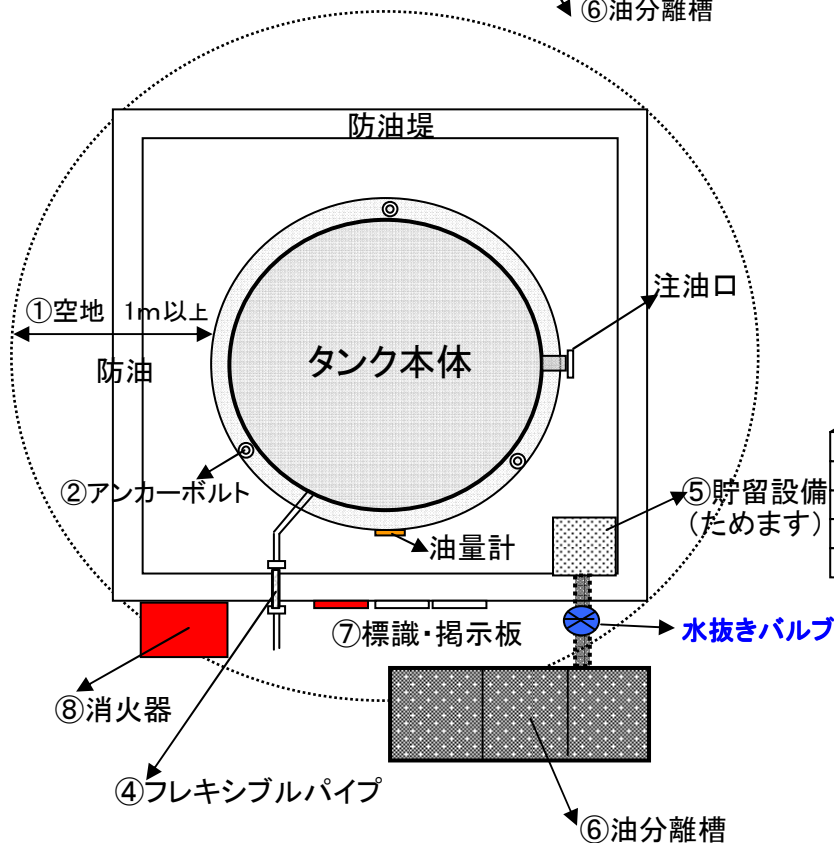 ⑥油分離槽
防油堤
注油口
①空地 1m以上
タンク本体
防油
②アンカーボルト
⑤貯留設備
(ためます)
油量計
⑦標識・掲示板
水抜きバルブ
⑧消火器
④フレキシブルパイプ
⑥油分離槽